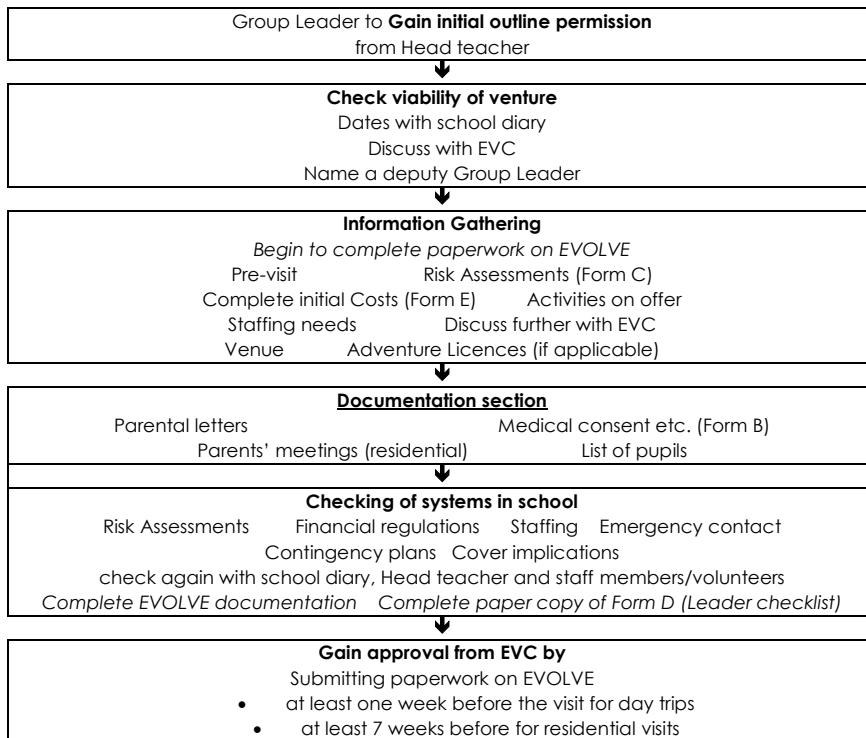 Group Leader to Gain initial outline permission
from Head teacher
Check viability of venture
Dates with school diary
Discuss with EVC
Name a deputy Group Leader
Information Gathering
Begin to complete paperwork on EVOLVE
Pre-visit Risk Assessments (Form C)
Complete initial Costs (Form E) Activities on offer
Staffing needs Discuss further with EVC
Venue Adventure Licences (if applicable)
Documentation section
Parental letters Medical consent etc. (Form B)
Parents' meetings (residential) List of pupils
Checking of systems in school
Risk Assessments Financial regulations Staffing Emergency contact
Contingency plans Cover implications
check again with school diary, Head teacher and staff members/volunteers
Complete EVOLVE documentation Complete paper copy of Form D (Leader checklist)
Gain approval from EVC by
Submitting paperwork on EVOLVE
• at least one week before the visit for day trips
• at least 7 weeks before for residential visits